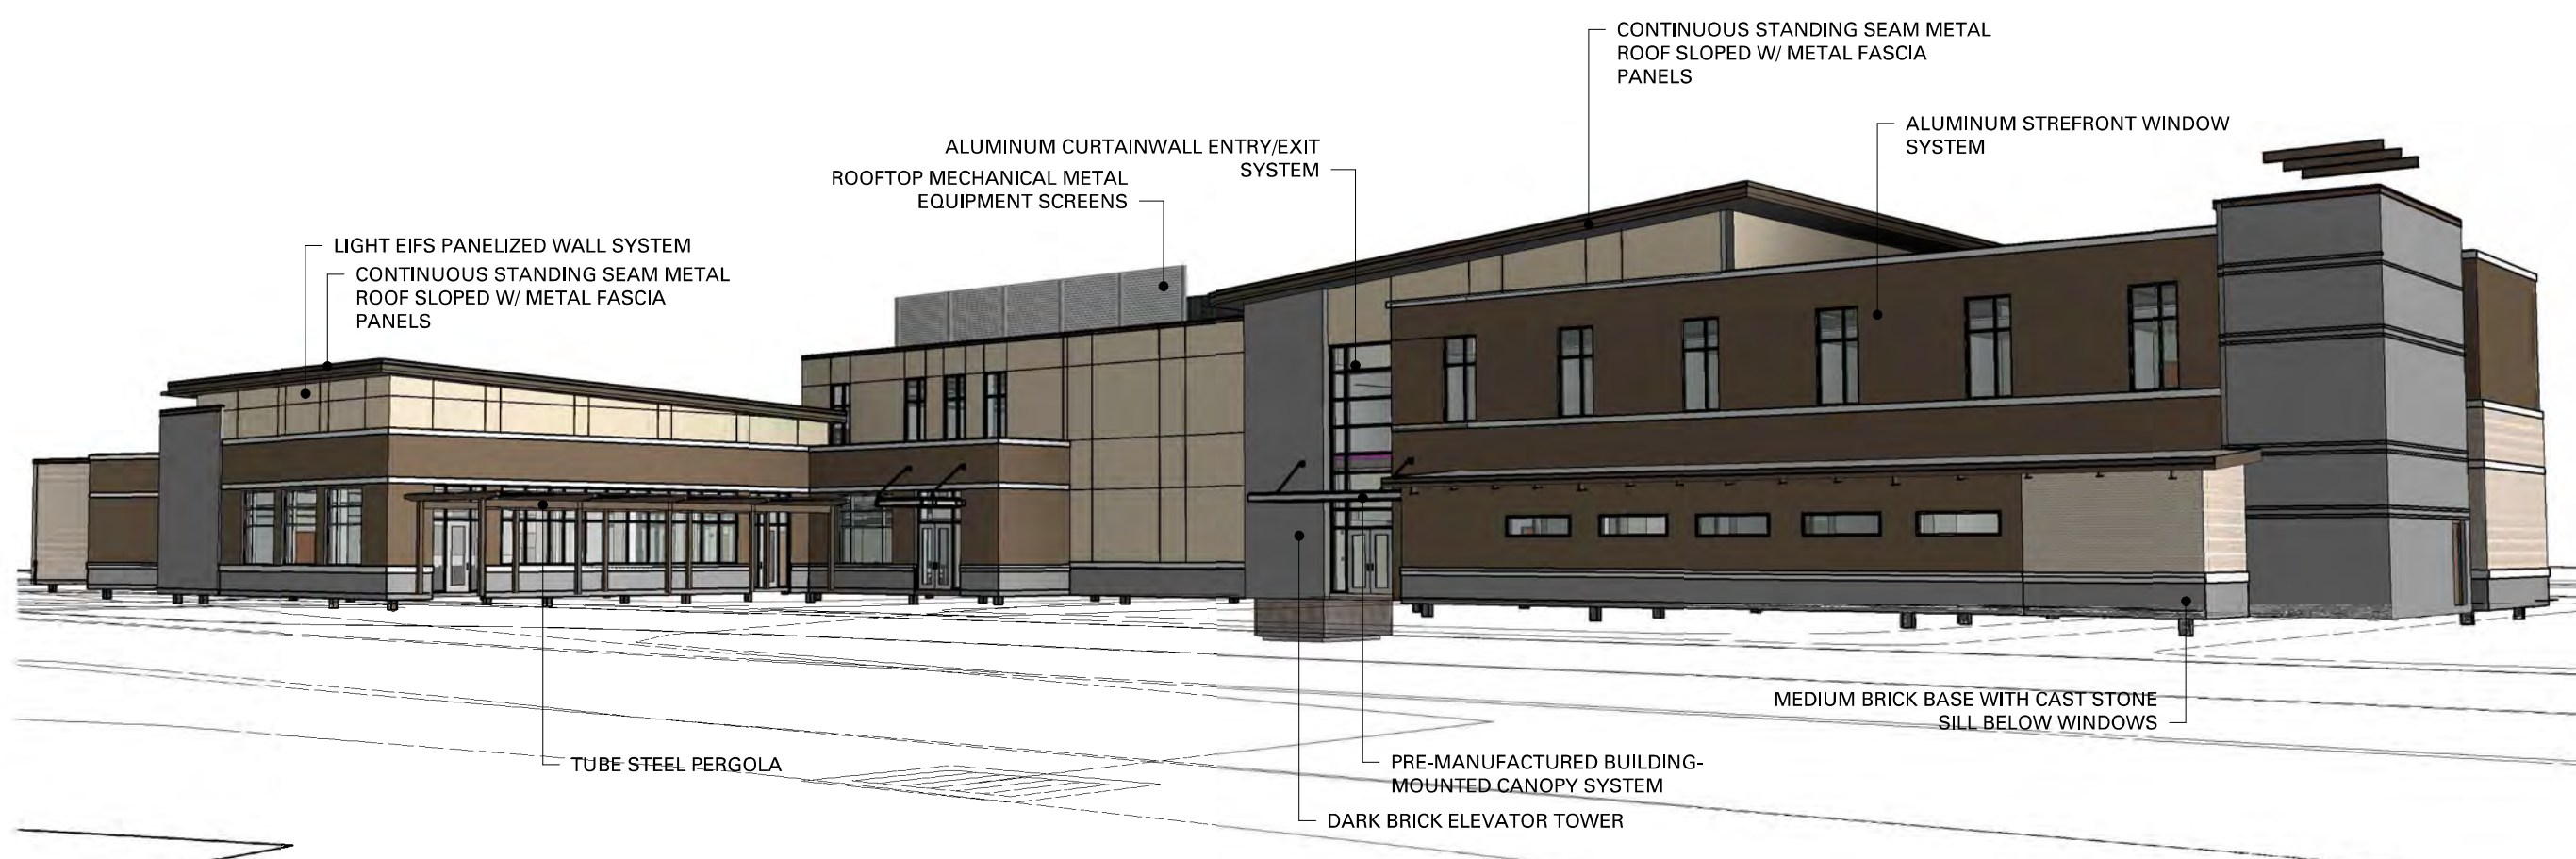 CONTINUOUS STANDING SEAM METAL
ROOF SLOPED W/ METAL FASCIA
PANELS
ALUMINUM STREFRONT WINDOW
SYSTEM
ALUMINUM CURTAINWALL ENTRY/EXIT
SYSTEM
ROOFTOP MECHANICAL METAL
EQUIPMENT SCREENS
LIGHT EIFS PANELIZED WALL SYSTEM
CONTINUOUS STANDING SEAM METAL
ROOF SLOPED W/ METAL FASCIA
PANELS
MEDIUM BRICK BASE WITH CAST STONE
SILL BELOW WINDOWS
TUBE STEEL PERGOLA
PRE-MANUFACTURED BUILDING-
MOUNTED CANOPY SYSTEM
DARK BRICK ELEVATOR TOWER